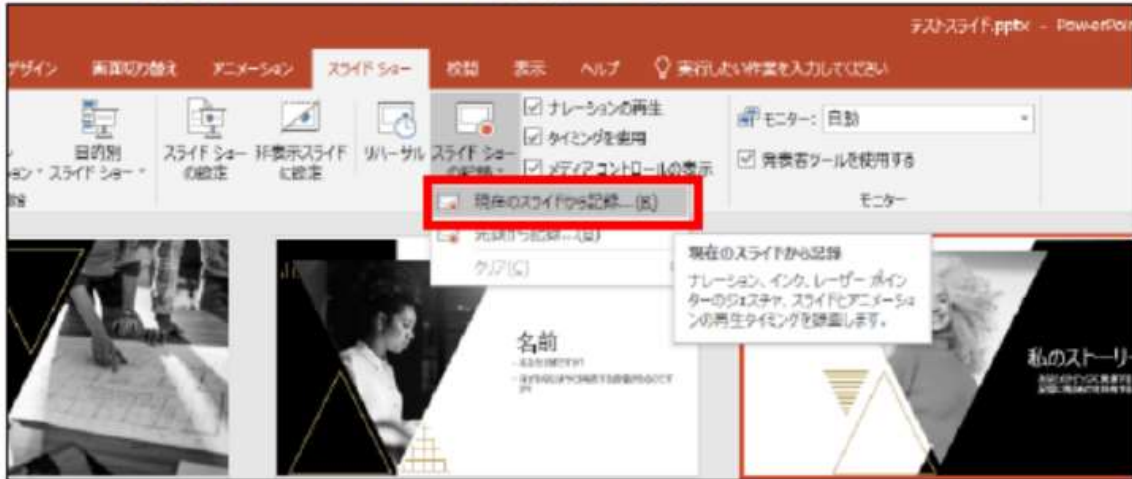 テストスライド.pptx - PowerPoin
デザイン 画面切り替え アニメーション スライド ショー 校閲 表示 ヘルプ 実行したい作業を入力してください
目的別
スライド ショー
スライド ショー
の設定
非表示スライド
に設定
リハーサル
スライド ショー
の記録
ナレーションの再生
タイミングを使用
メディア コントロールの表示
モニター: 自動
発表者ツールを使用する
モニター
現在のスライドから記録...(R)
先頭から記録...(B)
クリア(C)
現在のスライドから記録
ナレーション、インク、レーザー ポイン
ターのジェスチャ、スライドとアニメーショ
ンの再生タイミングを録画します。
名前
私のストーリー